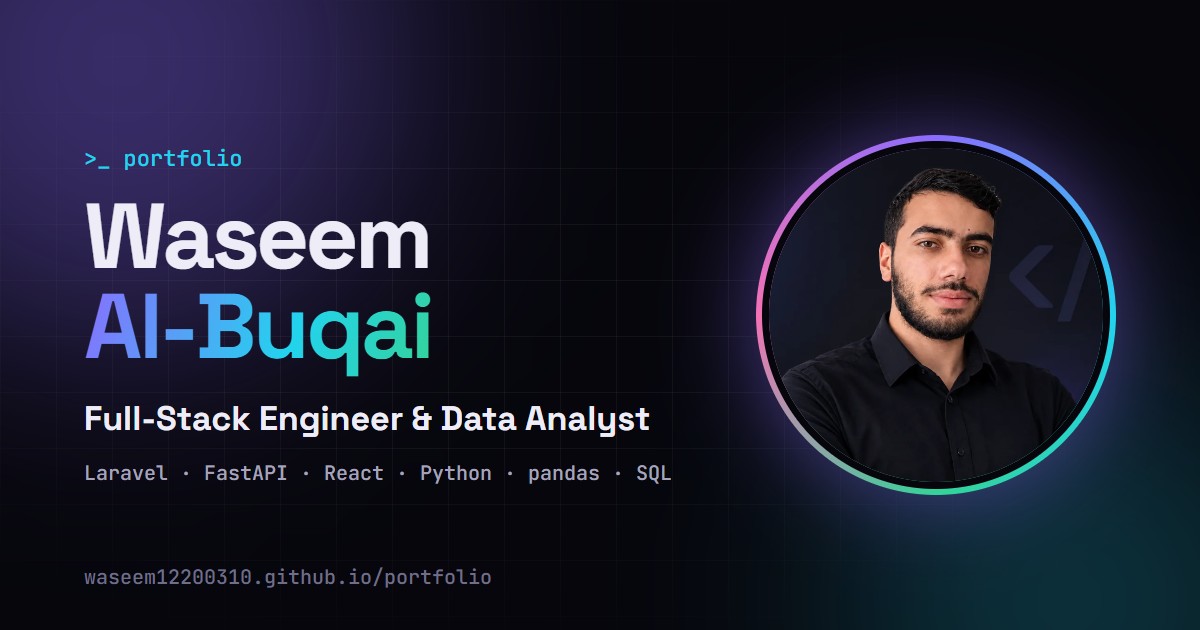 >_ portfolio
Waseem
Al-Buqai
Full-Stack Engineer & Data Analyst
Laravel · FastAPI · React · Python · pandas · SQL
waseem12200310.github.io/portfolio
<//